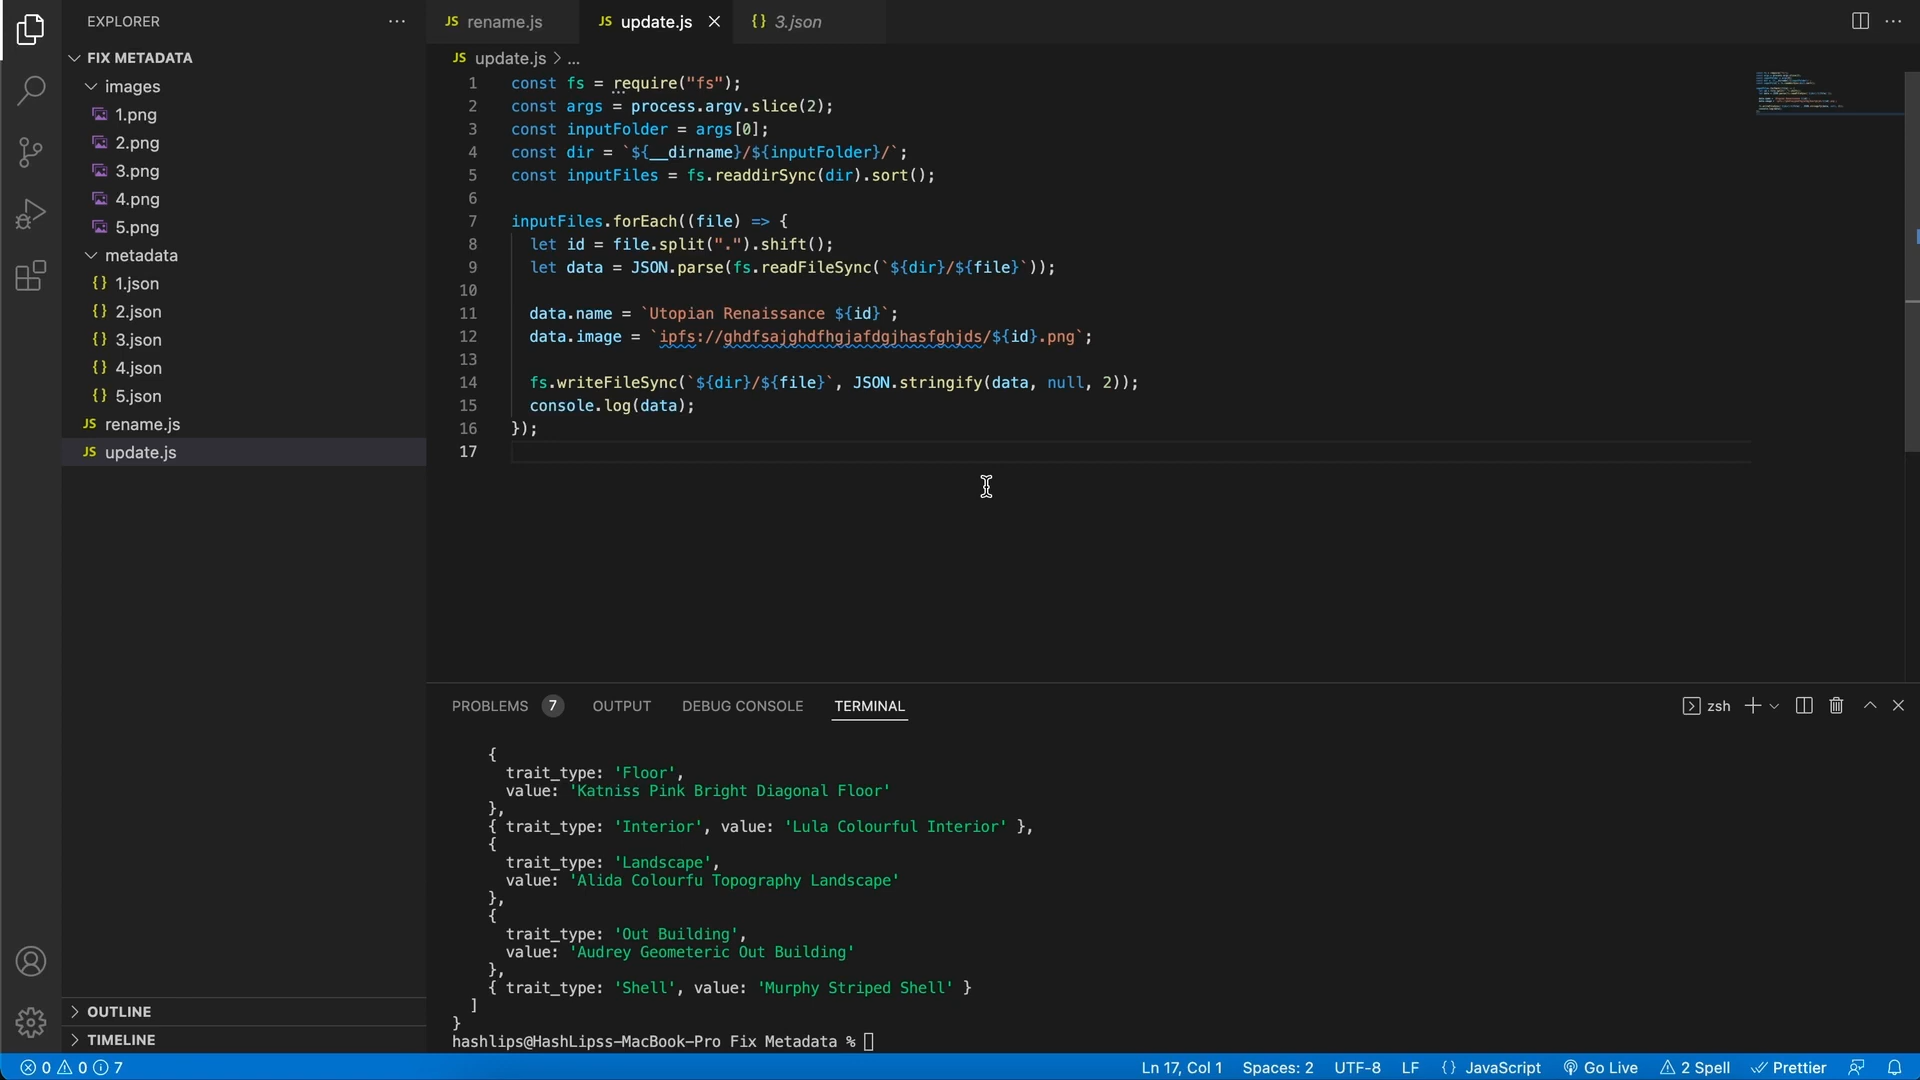 EXPLORER
FIX METADATA
images
1.png
2.png
3.png
4.png
5.png
metadata
1.json
2.json
3.json
4.json
5.json
JS rename.js
JS update.js
OUTLINE
TIMELINE
JS rename.js
JS update.js
{} 3.json
JS update.js > ...
1 const fs = require("fs");
2 const args = process.argv.slice(2);
3 const inputFolder = args[0];
4 const dir = `${__dirname}/${inputFolder}/`;
5 const inputFiles = fs.readdirSync(dir).sort();
6
7 inputFiles.forEach((file) => {
8 let id = file.split(".").shift();
9 let data = JSON.parse(fs.readFileSync(`${dir}/${file}`));
10
11 data.name = `Utopian Renaissance ${id}`;
12 data.image = `ipfs://ghdfsajghdfhgjafdgjhasfghjds/${id}.png`;
13
14 fs.writeFileSync(`${dir}/${file}`, JSON.stringify(data, null, 2));
15 console.log(data);
16 });
17
PROBLEMS 7 OUTPUT DEBUG CONSOLE TERMINAL
zsh
{
trait_type: 'Floor',
value: 'Katniss Pink Bright Diagonal Floor'
},
{ trait_type: 'Interior', value: 'Lula Colourful Interior' },
{
trait_type: 'Landscape',
value: 'Alida Colourfu Topography Landscape'
},
{
trait_type: 'Out Building',
value: 'Audrey Geometeric Out Building'
},
{ trait_type: 'Shell', value: 'Murphy Striped Shell' }
]
}
hashlips@HashLipss-MacBook-Pro Fix Metadata %
0 0 7
Ln 17, Col 1 Spaces: 2 UTF-8 LF {} JavaScript Go Live 2 Spell Prettier